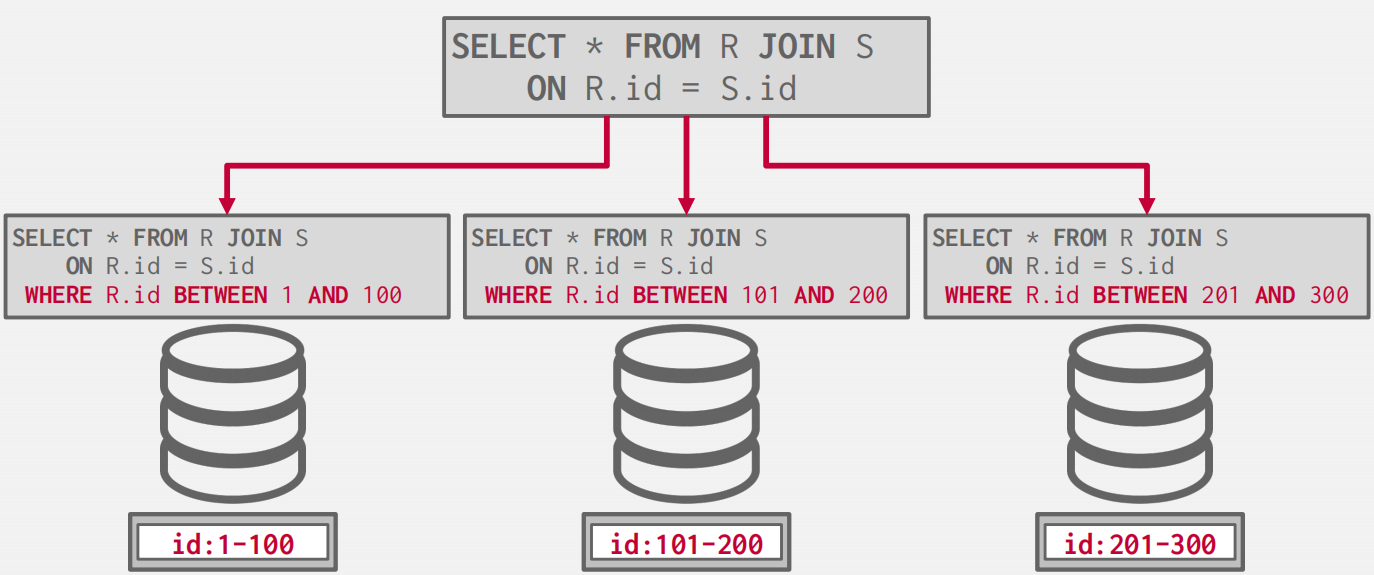 SELECT * FROM R JOIN S
ON R.id = S.id
SELECT * FROM R JOIN S
ON R.id = S.id
WHERE R.id BETWEEN 1 AND 100
SELECT * FROM R JOIN S
ON R.id = S.id
WHERE R.id BETWEEN 101 AND 200
SELECT * FROM R JOIN S
ON R.id = S.id
WHERE R.id BETWEEN 201 AND 300
id:1-100
id:101-200
id:201-300